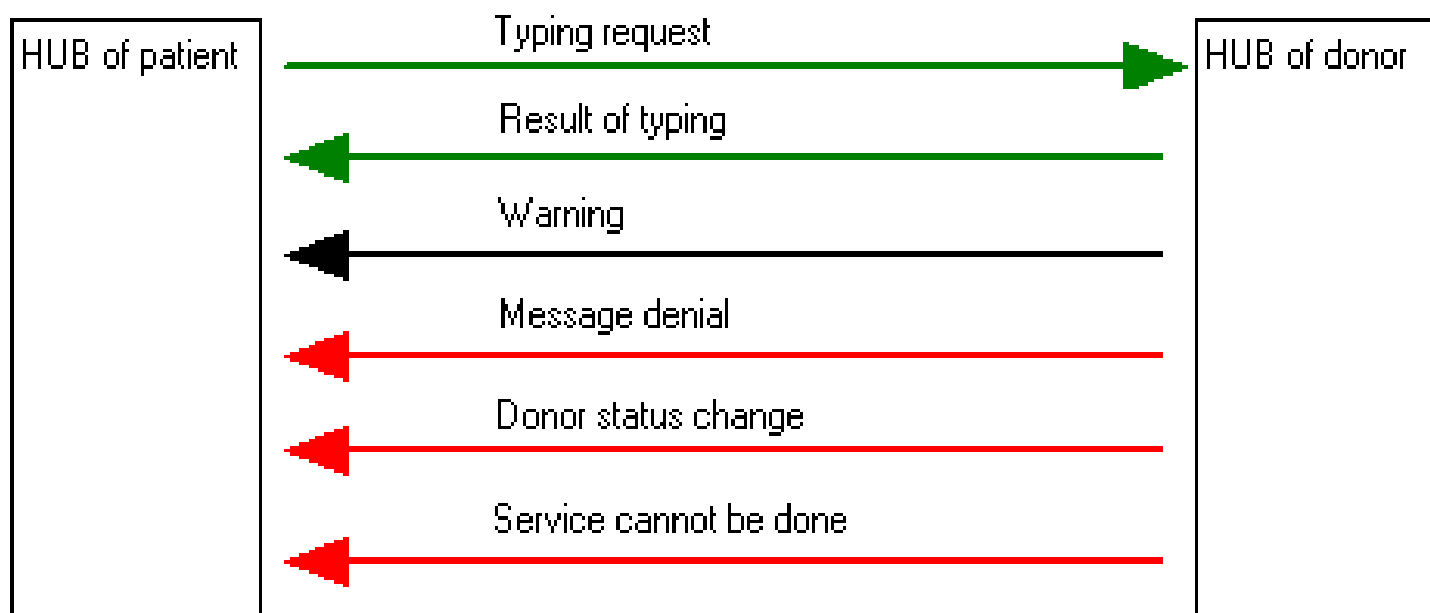 Typing request
HUB of patient
HUB of donor
Result of typing
Warning
Message denial
Donor status change
Service cannot be done